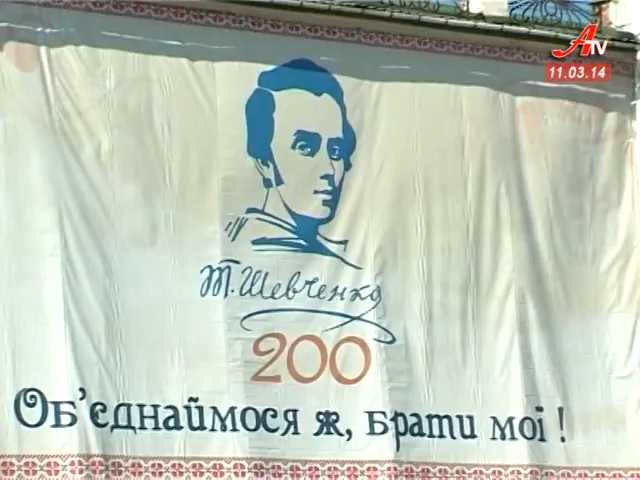 ATV
11.03.14
Т. Шевченко
200
Об'єднаймося ж, брати мої !